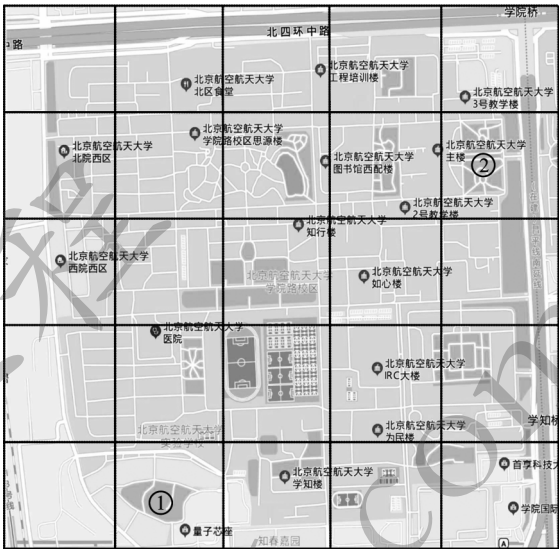 学院桥
北四环中路
中路
北京航空航天大学
工程培训楼
北京航空航天大学
北区食堂
北京航空航天大学
3号教学楼
北京航空航天大学
学院路校区思源楼
北京航空航天大学
北院西区
北京航空航天大学
图书馆西配楼
北京航空航天大学
主楼
②
北京航空航天大学
2号教学楼
北京航空航天大学
知行楼
北京航空航天大学
西院西区
北京航空航天大学
学院路校区
北京航空航天大学
如心楼
北京航空航天大学
医院
北京航空航天大学
IRC大楼
北京航空航天大学
实验学校
北京航空航天大学
为民楼
学知桥
北京航空航天大学
学知楼
首享科技大
①
学院国际
量子芯座
知春嘉园
A